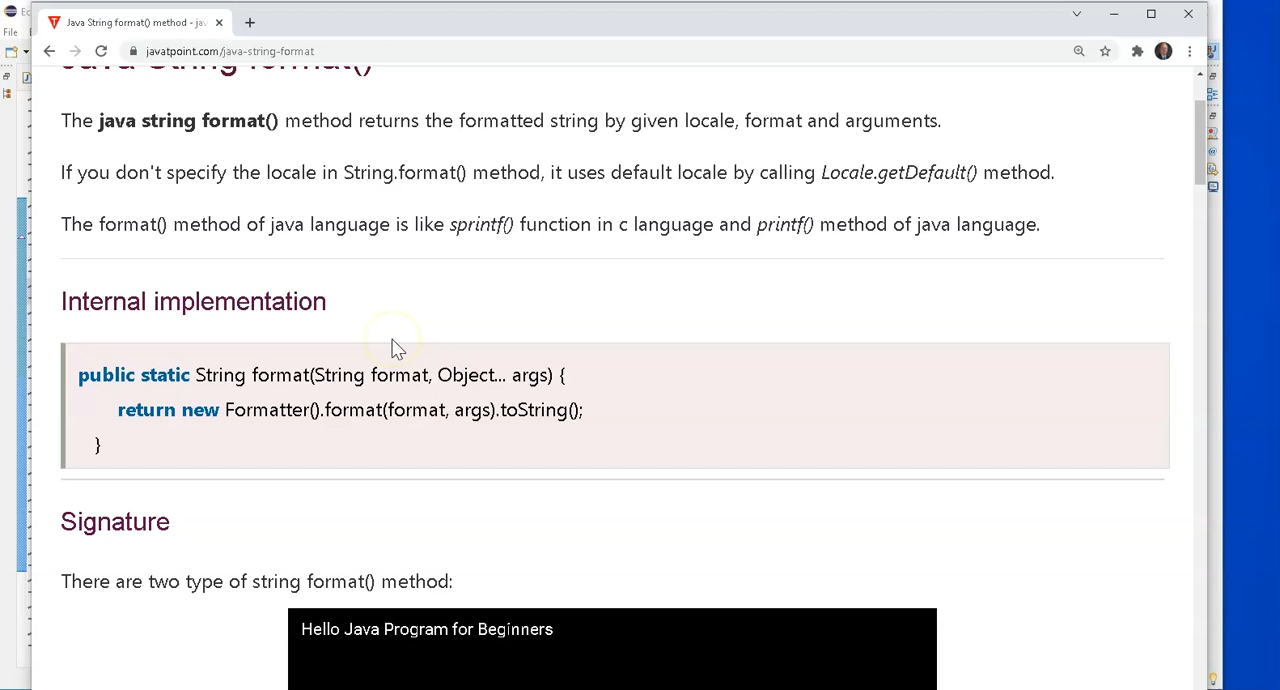 Java String format() method - jav
File
javatpoint.com/java-string-format
Java String format()
The java string format() method returns the formatted string by given locale, format and arguments.
If you don't specify the locale in String.format() method, it uses default locale by calling Locale.getDefault() method.
The format() method of java language is like sprintf() function in c language and printf() method of java language.
Internal implementation
public static String format(String format, Object... args) {
return new Formatter().format(format, args).toString();
}
Signature
There are two type of string format() method:
Hello Java Program for Beginners